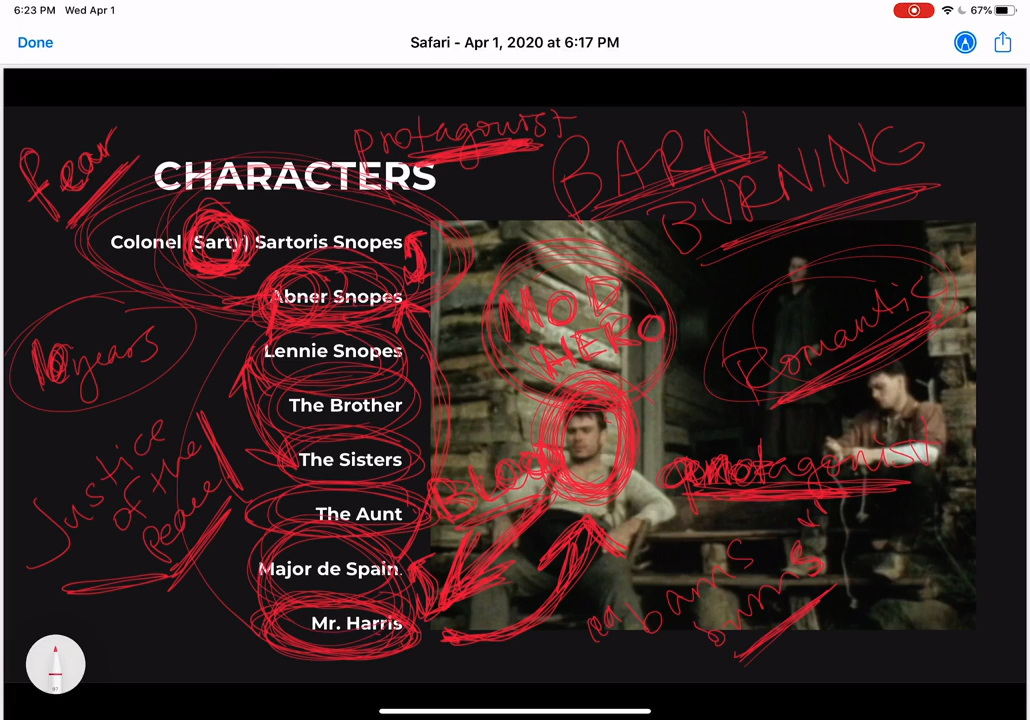 6:23 PM Wed Apr 1
67%
Done
Safari - Apr 1, 2020 at 6:17 PM
Protagonist
fear
BARN
BURNING
CHARACTERS
Colonel (Sarty) Sartoris Snopes
Abner Snopes
MOD
HERO
Romantic
10 years
Lennie Snopes
The Brother
The Sisters
BLOOD
Justice
of the
peace
The Aunt
Major de Spain.
Mr. Harris
barns
burns